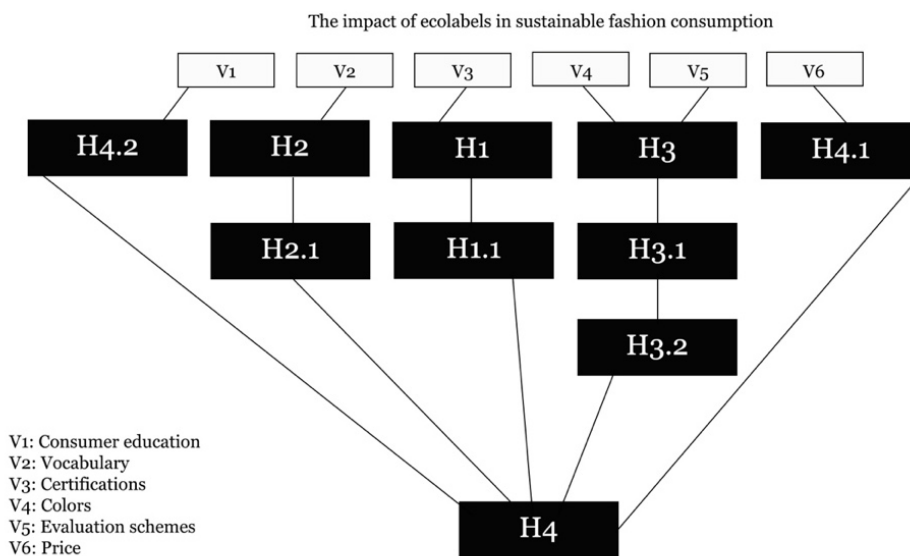 The impact of ecolabels in sustainable fashion consumption
V1 V2 V3 V4 V5 V6
H4.2 H2 H1 H3 H4.1
H2.1 H1.1 H3.1
H3.2
H4
V1: Consumer education
V2: Vocabulary
V3: Certifications
V4: Colors
V5: Evaluation schemes
V6: Price